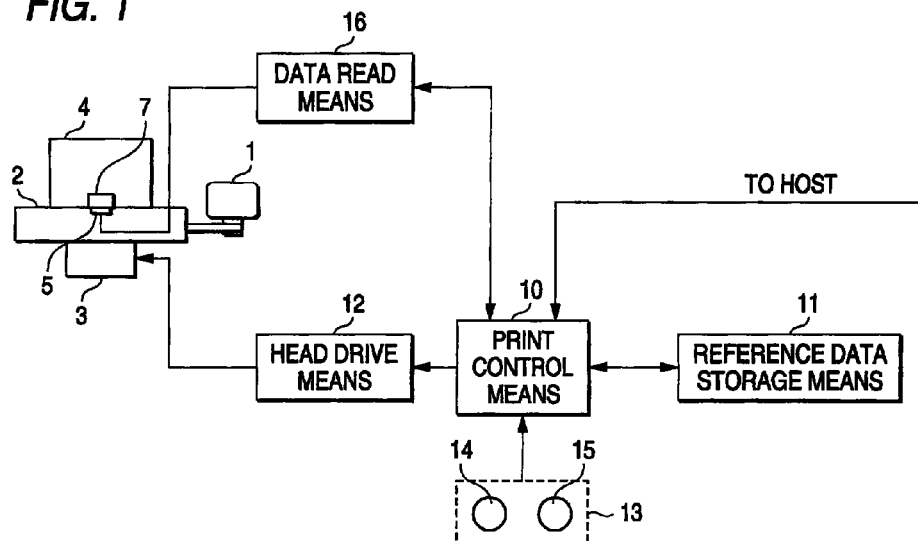 FIG. 1
16
DATA READ
MEANS
4
7
1
2
TO HOST
5
3
12
HEAD DRIVE
MEANS
10
PRINT
CONTROL
MEANS
11
REFERENCE DATA
STORAGE MEANS
14
15
13